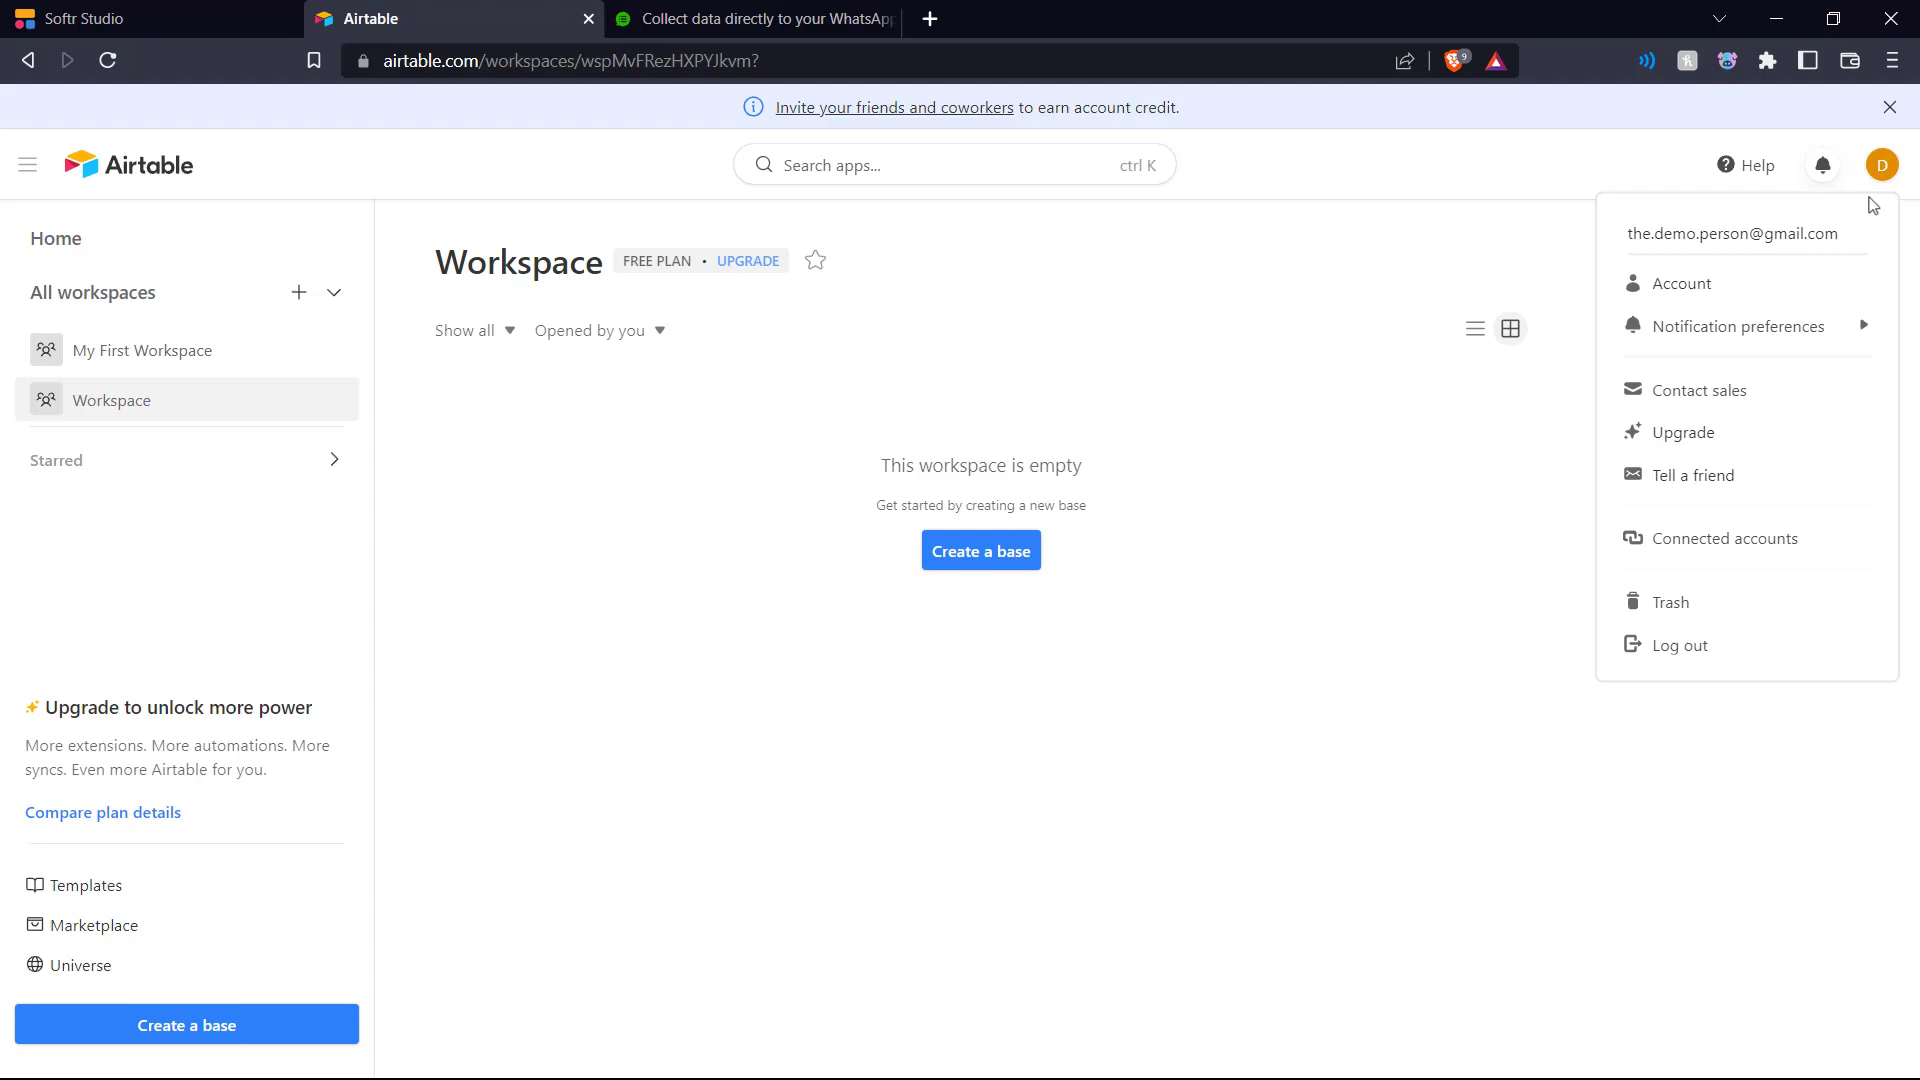 Softr Studio
Airtable
Collect data directly to your WhatsApp
airtable.com/workspaces/wspMvFRezHXPYJkvm?
9
Invite your friends and coworkers to earn account credit.
Airtable
Search apps...
ctrl K
Help
D
Home
All workspaces
My First Workspace
Workspace
Starred
Upgrade to unlock more power
More extensions. More automations. More
syncs. Even more Airtable for you.
Compare plan details
Templates
Marketplace
Universe
Create a base
Workspace
FREE PLAN • UPGRADE
Show all
Opened by you
This workspace is empty
Get started by creating a new base
Create a base
the.demo.person@gmail.com
Account
Notification preferences
Contact sales
Upgrade
Tell a friend
Connected accounts
Trash
Log out